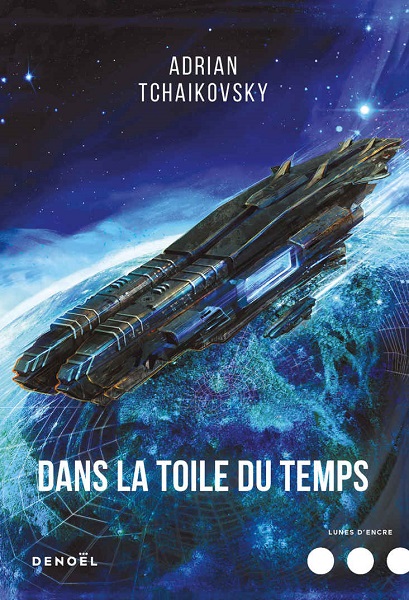 ADRIAN
TCHAIKOVSKY
DANS LA TOILE DU TEMPS
LUNES D'ENCRE
DENOËL